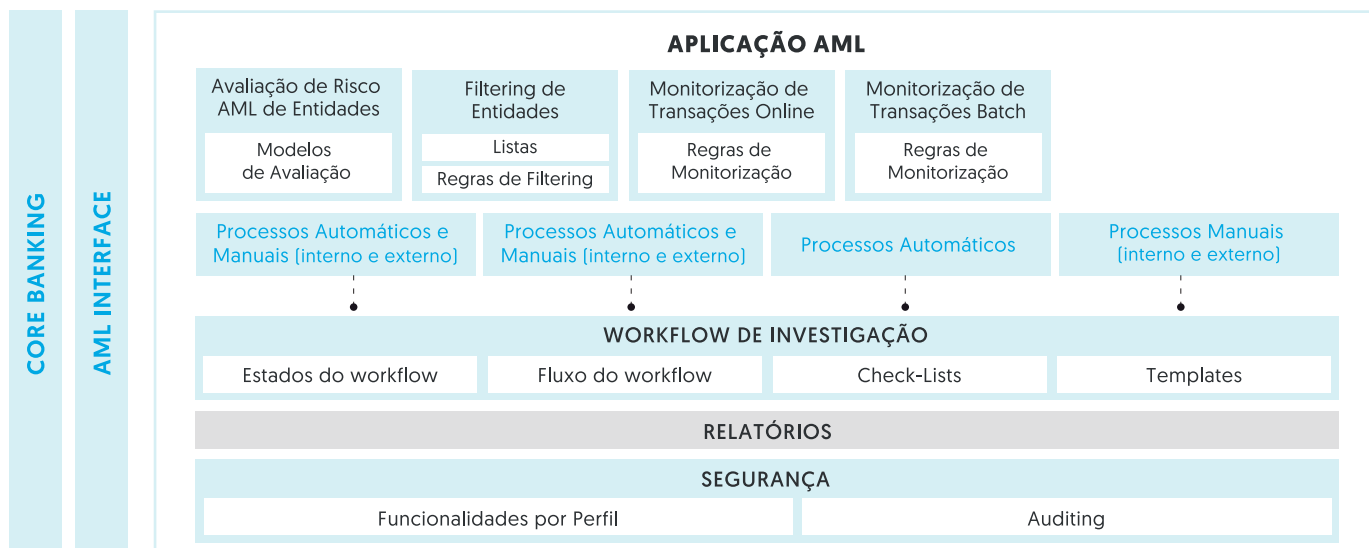 CORE BANKING
AML INTERFACE
APLICAÇÃO AML
Avaliação de Risco
AML de Entidades
Modelos
de Avaliação
Filtering de
Entidades
Listas
Regras de Filtering
Monitorização de
Transações Online
Regras de
Monitorização
Monitorização de
Transações Batch
Regras de
Monitorização
Processos Automáticos e
Manuais (interno e externo)
Processos Automáticos e
Manuais (interno e externo)
Processos Automáticos
Processos Manuais
(interno e externo)
WORKFLOW DE INVESTIGAÇÃO
Estados do workflow
Fluxo do workflow
Check-Lists
Templates
RELATÓRIOS
SEGURANÇA
Funcionalidades por Perfil
Auditing